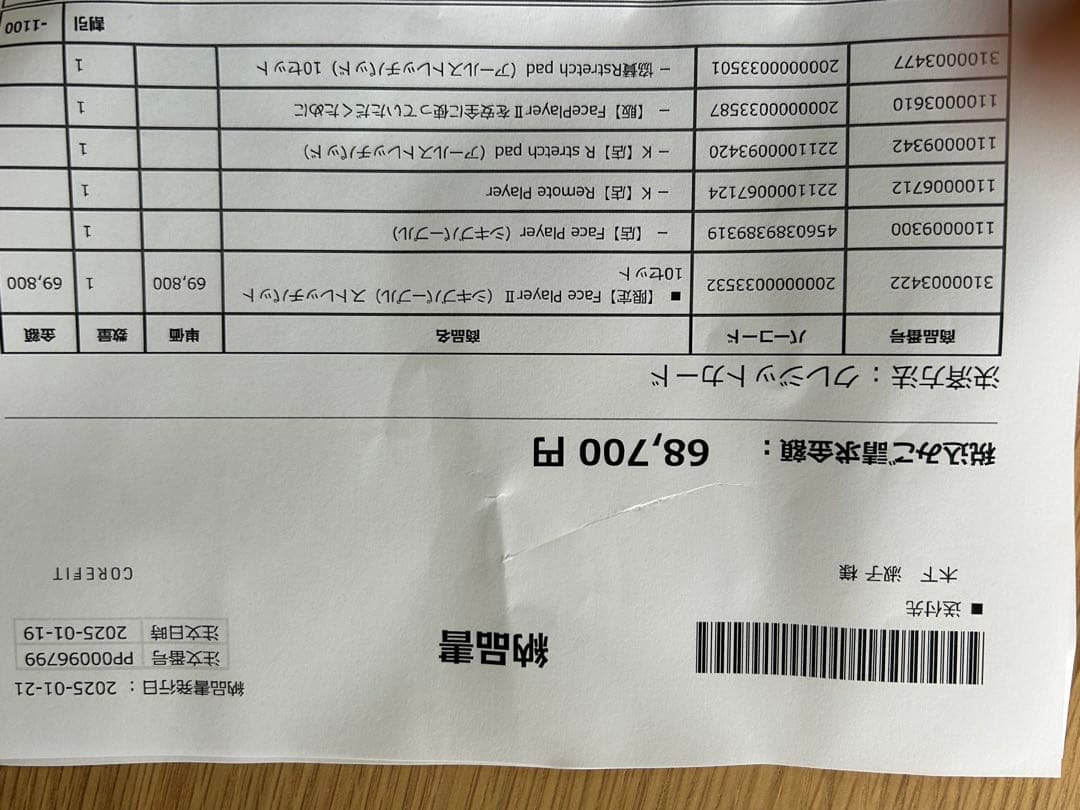 納品書発行日：2025-01-21
注文番号 PP00096799
注文日時 2025-01-19
納品書
■ 送付先
木下 淑子 様
COREFIT
税込みご請求金額： 68,700 円
決済方法：クレジットカード
商品番号 バーコード 商品名 単価 数量 金額
3100003422 2000000033532 ■ 【限定】Face PlayerⅡ（シキブパープル）ストレッチパッド 69,800 1 69,800
10セット
1100009300 4560389389319 － 【店】Face Player（シキブパープル） 1
1100006712 2211000067124 － K【店】Remote Player 1
1100009342 2211000093420 － K【店】R stretch pad（アールストレッチパッド） 1
1100003610 2000000033587 － 【販】FacePlayerⅡを安全に使っていただくために 1
3100003477 2000000033501 － 協賛Rstretch pad（アールストレッチパッド）10セット 1
割引 -1100